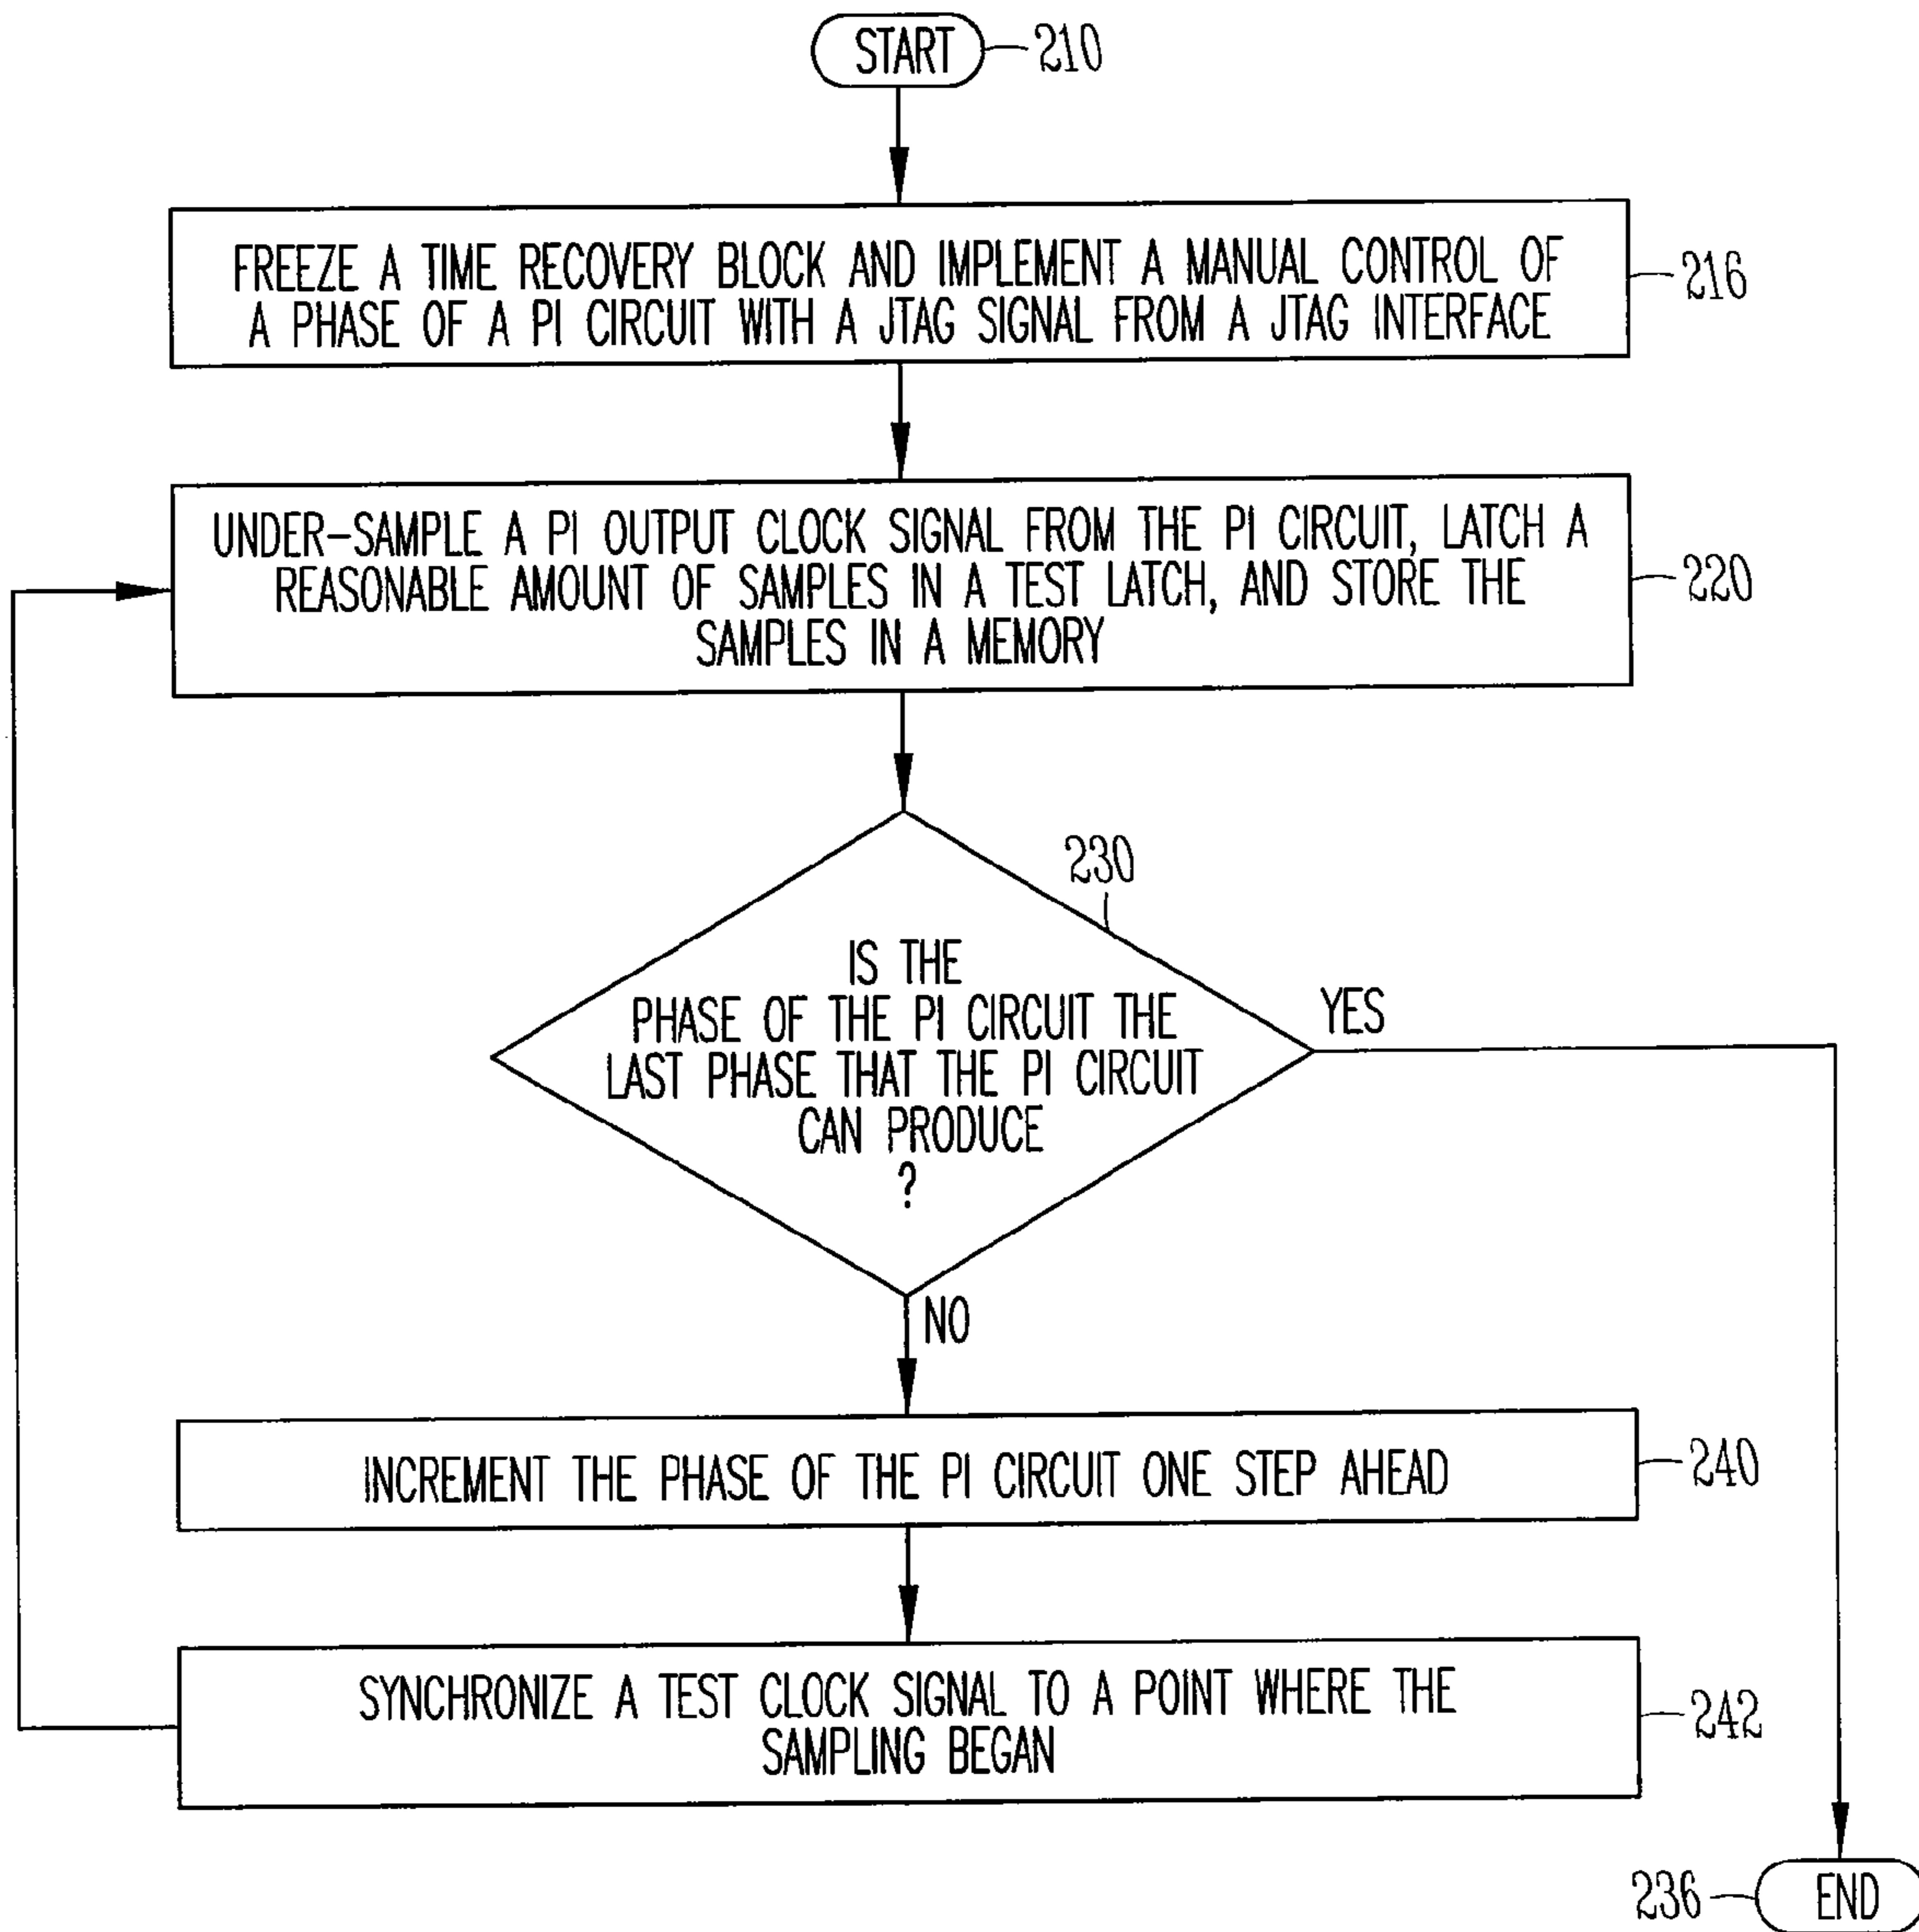 START
210
FREEZE A TIME RECOVERY BLOCK AND IMPLEMENT A MANUAL CONTROL OF
A PHASE OF A PI CIRCUIT WITH A JTAG SIGNAL FROM A JTAG INTERFACE
216
UNDER-SAMPLE A PI OUTPUT CLOCK SIGNAL FROM THE PI CIRCUIT, LATCH A
REASONABLE AMOUNT OF SAMPLES IN A TEST LATCH, AND STORE THE
SAMPLES IN A MEMORY
220
230
IS THE
PHASE OF THE PI CIRCUIT THE
LAST PHASE THAT THE PI CIRCUIT
CAN PRODUCE
?
YES
NO
INCREMENT THE PHASE OF THE PI CIRCUIT ONE STEP AHEAD
240
SYNCHRONIZE A TEST CLOCK SIGNAL TO A POINT WHERE THE
SAMPLING BEGAN
242
236
END